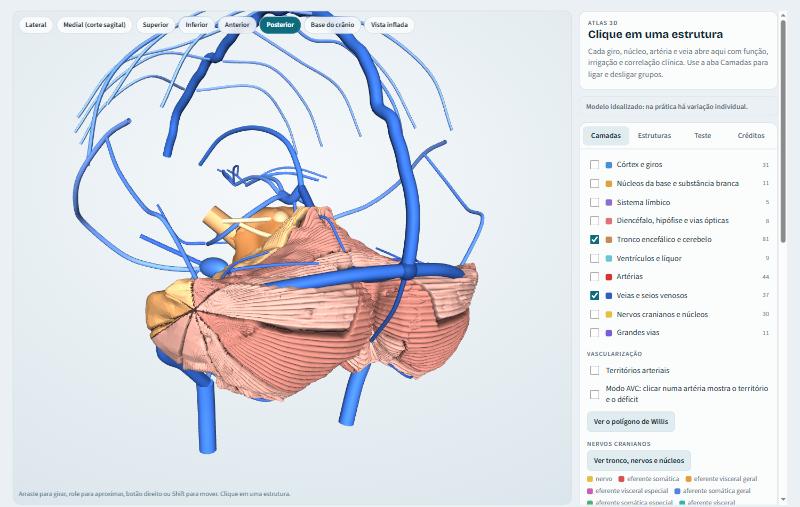 Lateral
Medial (corte sagital)
Superior
Inferior
Anterior
Posterior
Base do crânio
Vista inflada
ATLAS 3D
Clique em uma estrutura
Cada giro, núcleo, artéria e veia abre aqui com função,
irrigação e correlação clínica. Use a aba Camadas para
ligar e desligar grupos.
Modelo idealizado: na prática há variação individual.
Camadas
Estruturas
Teste
Créditos
Córtex e giros 31
Núcleos da base e substância branca 11
Sistema límbico 5
Diencéfalo, hipófise e vias ópticas 8
Tronco encefálico e cerebelo 81
Ventrículos e líquor 9
Artérias 44
Veias e seios venosos 37
Nervos cranianos e núcleos 30
Grandes vias 11
VASCULARIZAÇÃO
Territórios arteriais
Modo AVC: clicar numa artéria mostra o território
e o déficit
Ver o polígono de Willis
NERVOS CRANIANOS
Ver tronco, nervos e núcleos
nervo eferente somática eferente visceral geral
eferente visceral especial aferente somática geral
aferente somática especial aferente visceral
Arraste para girar, role para aproximar, botão direito ou Shift para mover. Clique em uma estrutura.